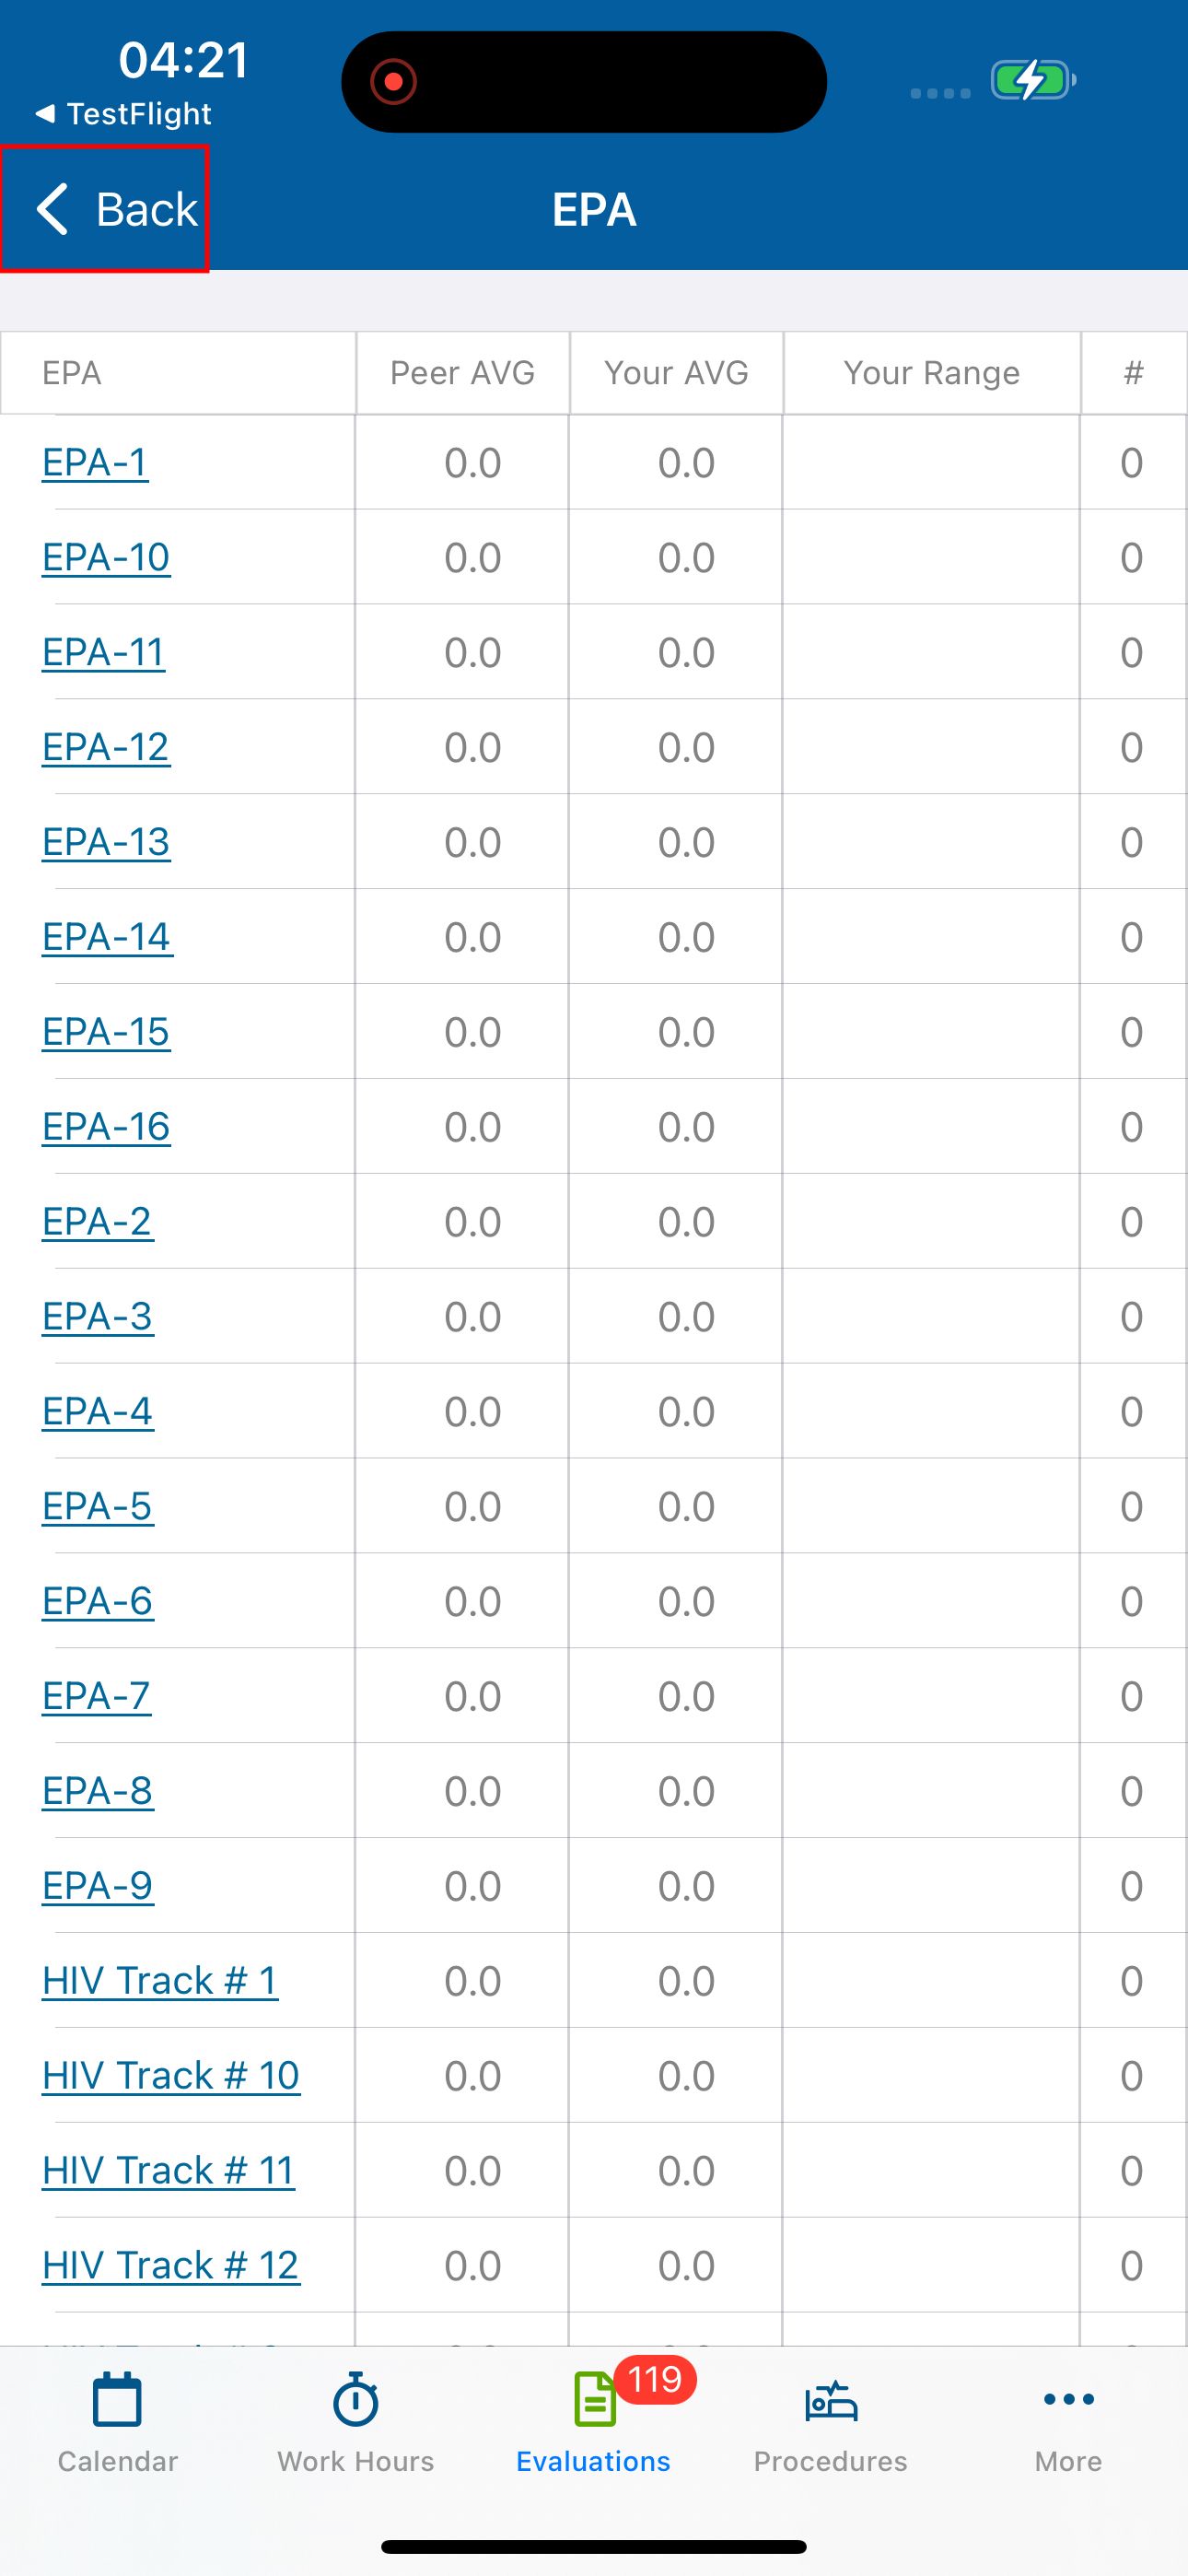 04:21
TestFlight
Back
EPA
EPA Peer AVG Your AVG Your Range #
EPA-1 0.0 0.0 0
EPA-10 0.0 0.0 0
EPA-11 0.0 0.0 0
EPA-12 0.0 0.0 0
EPA-13 0.0 0.0 0
EPA-14 0.0 0.0 0
EPA-15 0.0 0.0 0
EPA-16 0.0 0.0 0
EPA-2 0.0 0.0 0
EPA-3 0.0 0.0 0
EPA-4 0.0 0.0 0
EPA-5 0.0 0.0 0
EPA-6 0.0 0.0 0
EPA-7 0.0 0.0 0
EPA-8 0.0 0.0 0
EPA-9 0.0 0.0 0
HIV Track # 1 0.0 0.0 0
HIV Track # 10 0.0 0.0 0
HIV Track # 11 0.0 0.0 0
HIV Track # 12 0.0 0.0 0
119
Calendar Work Hours Evaluations Procedures More